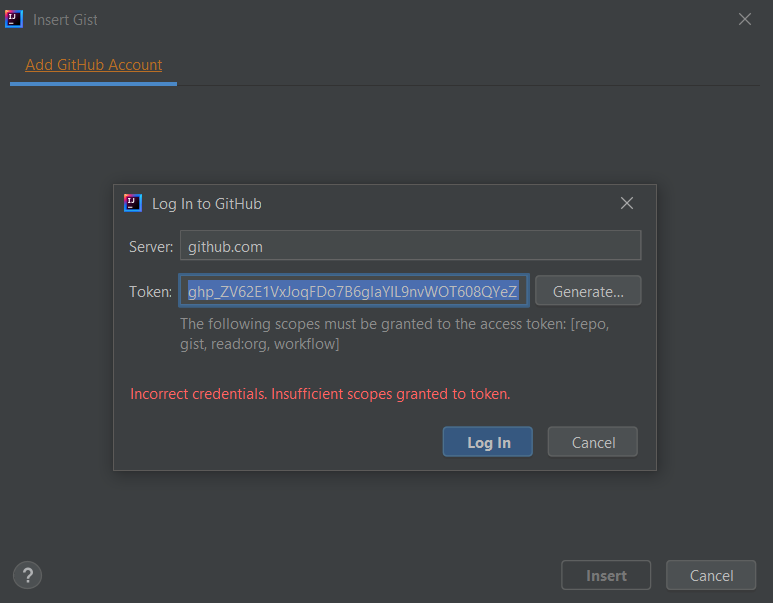 Insert Gist
Add GitHub Account
Log In to GitHub
Server: github.com
Token: ghp_ZV62E1VxJoqFDo7B6glaYlL9nvWOT608QYeZ Generate...
The following scopes must be granted to the access token: [repo,
gist, read:org, workflow]
Incorrect credentials. Insufficient scopes granted to token.
Log In Cancel
? Insert Cancel